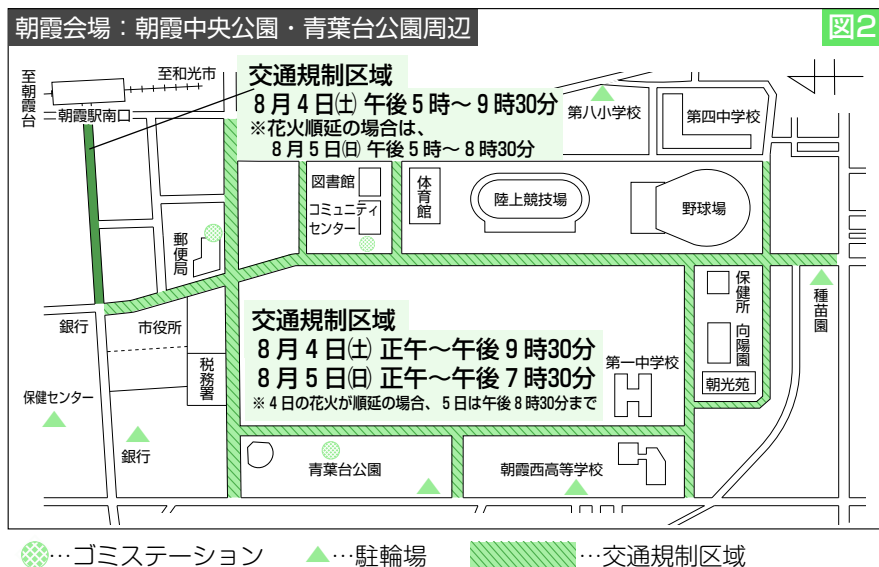 朝霞会場：朝霞中央公園・青葉台公園周辺
図2
至朝霞台
至和光市
朝霞駅南口
交通規制区域
8月4日㈯ 午後5時～9時30分
※花火順延の場合は、
8月5日㈰ 午後5時～8時30分
第八小学校
第四中学校
図書館
コミュニティ
センター
体育館
陸上競技場
野球場
郵便局
保健所
種苗園
向陽園
朝光苑
銀行
市役所
税務署
交通規制区域
8月4日㈯ 正午～午後9時30分
8月5日㈰ 正午～午後7時30分
※4日の花火が順延の場合、5日は午後8時30分まで
第一中学校
保健センター
銀行
青葉台公園
朝霞西高等学校
…ゴミステーション
…駐輪場
…交通規制区域